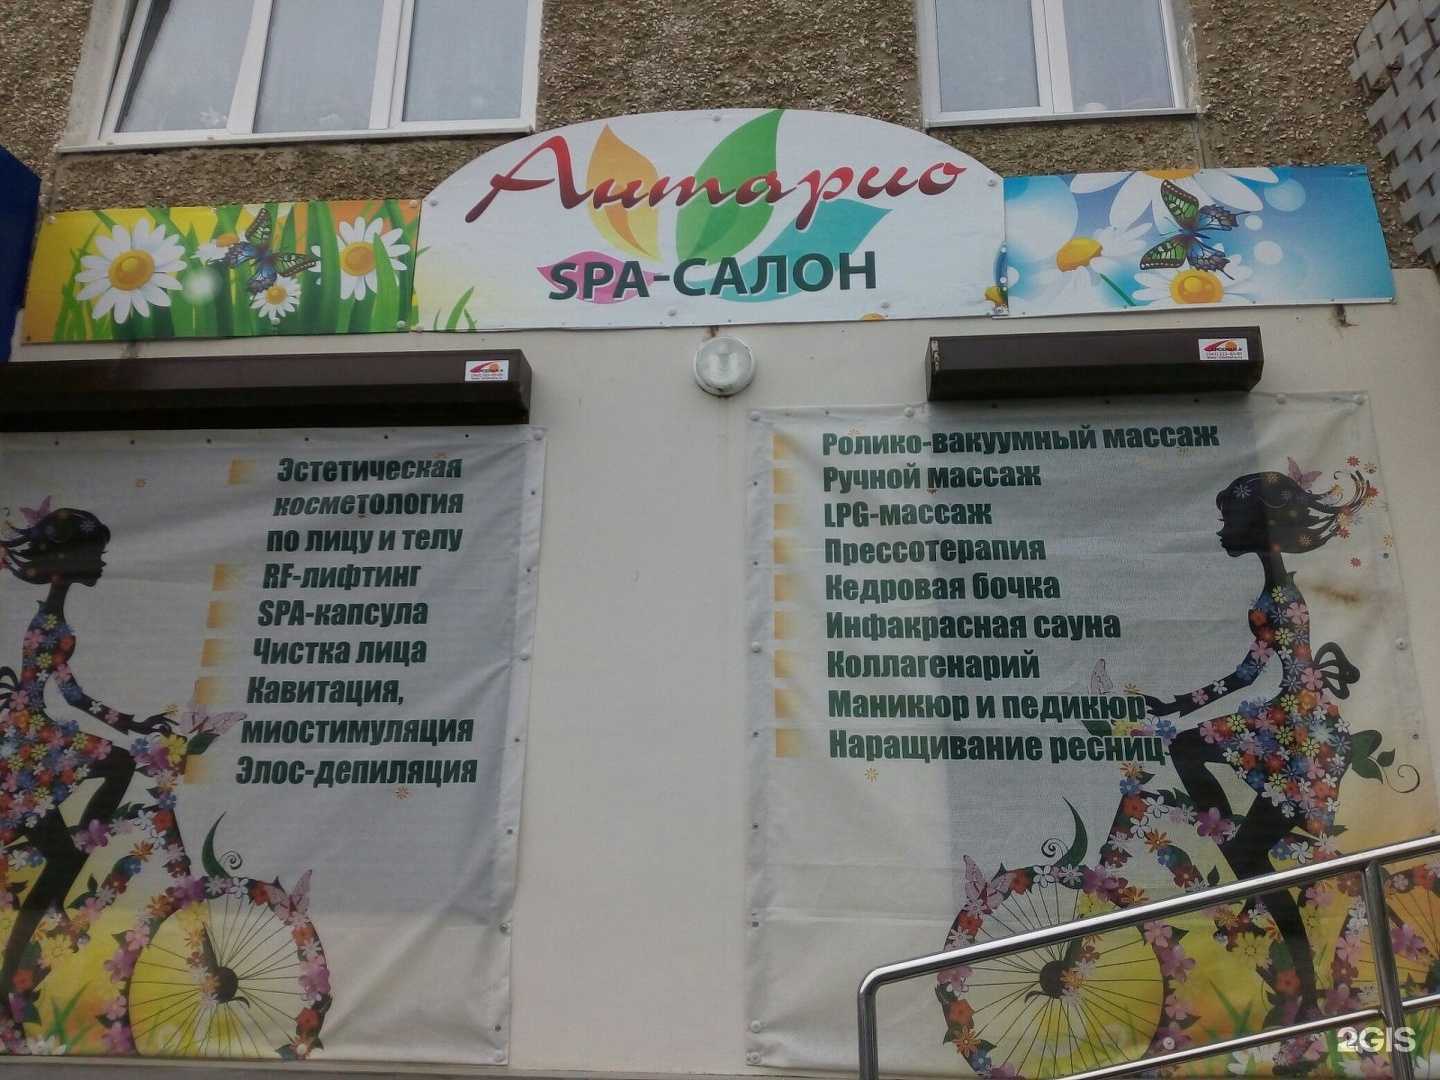 Антарио
SPA-САЛОН
Эстетическая
косметология
по лицу и телу
RF-лифтинг
SPA-капсула
Чистка лица
Кавитация,
миостимуляция
Элос-депиляция
Ролико-вакуумный массаж
Ручной массаж
LPG-массаж
Прессотерапия
Кедровая бочка
Инфакрасная сауна
Коллагенарий
Маникюр и педикюр
Наращивание ресниц
2GIS